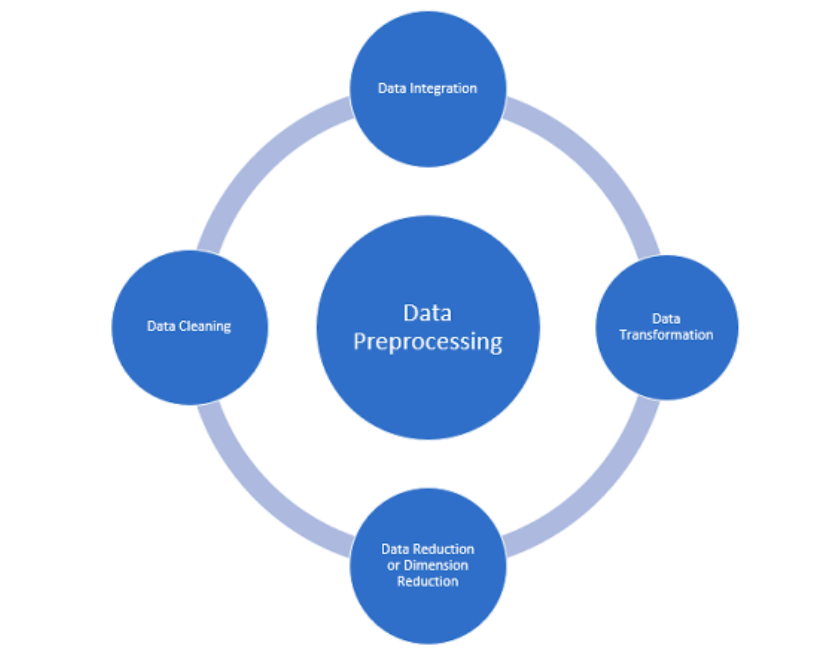 Data Integration
Data Cleaning
Data
Preprocessing
Data
Transformation
Data Reduction
or Dimension
Reduction